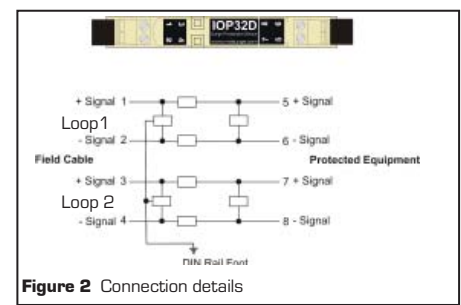 IOP32D
+ Signal 1
5 + Signal
Loop1
- Signal 2
6 - Signal
Field Cable
Protected Equipment
+ Signal 3
7 + Signal
Loop 2
- Signal 4
8 - Signal
DIN Rail Foot
Figure 2 Connection details